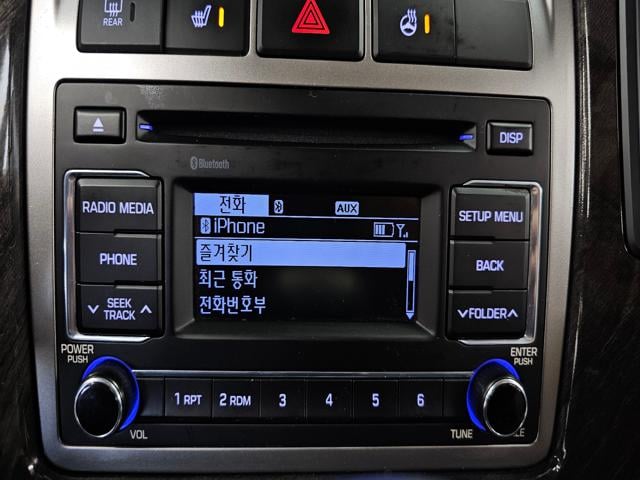 REAR
DISP
Bluetooth
RADIO MEDIA
PHONE
SEEK
TRACK
전화 AUX
iPhone
즐겨찾기
최근 통화
전화번호부
SETUP MENU
BACK
FOLDER
POWER
PUSH
VOL
1 RPT 2 RDM 3 4 5 6
ENTER
PUSH
TUNE